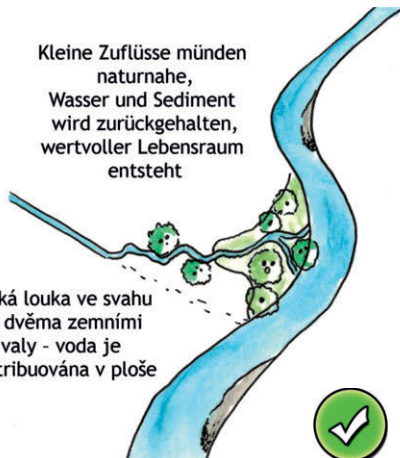 Kleine Zuflüsse münden
naturnahe,
Wasser und Sediment
wird zurückgehalten,
wertvoller Lebensraum
entsteht
ká louka ve svahu
dvěma zemními
valy - voda je
tribuována v ploše